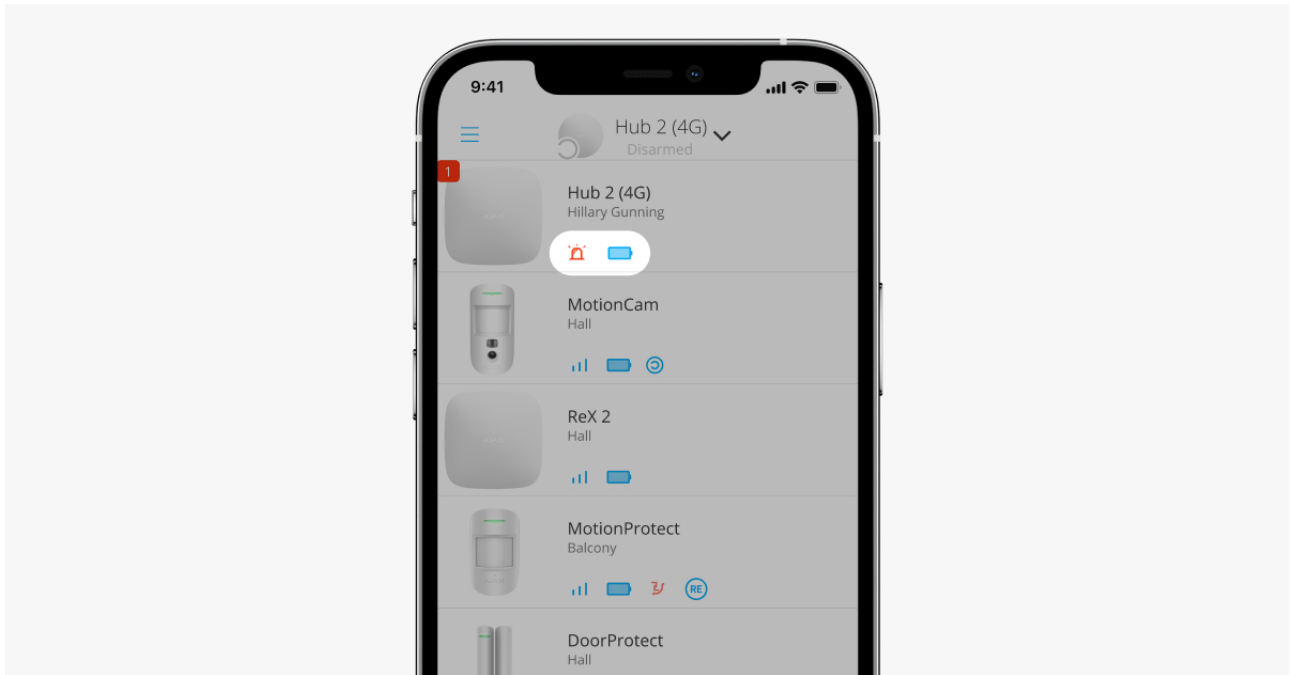 9:41
Hub 2 (4G)
Disarmed
1
Hub 2 (4G)
Hillary Gunning
MotionCam
Hall
ReX 2
Hall
MotionProtect
Balcony
RE
DoorProtect
Hall